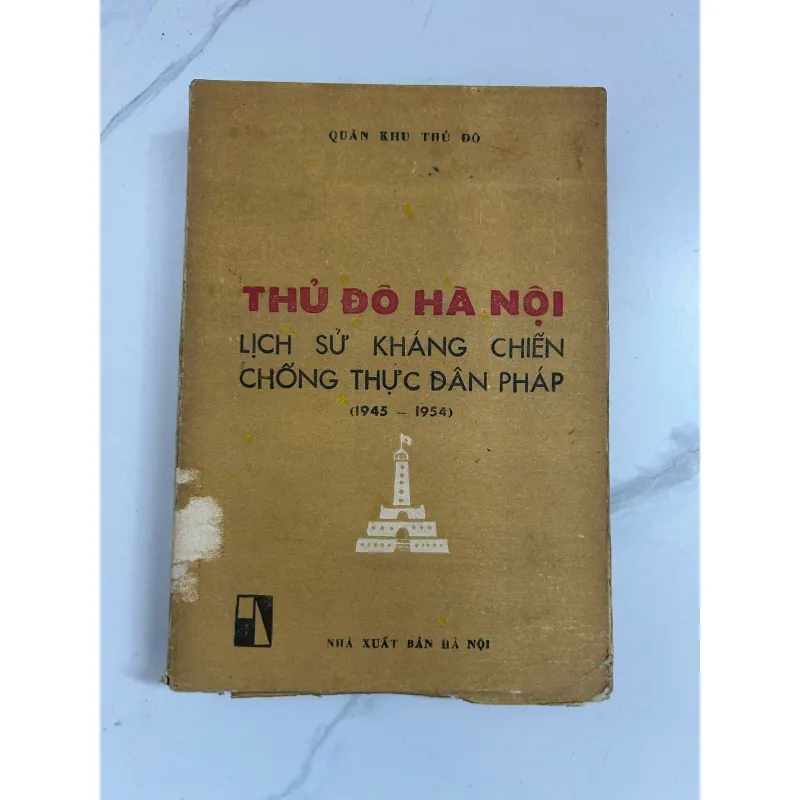 QUÂN KHU THỦ ĐÔ
THỦ ĐÔ HÀ NỘI
LỊCH SỬ KHÁNG CHIẾN
CHỐNG THỰC DÂN PHÁP
(1945 – 1954)
NHÀ XUẤT BẢN HÀ NỘI